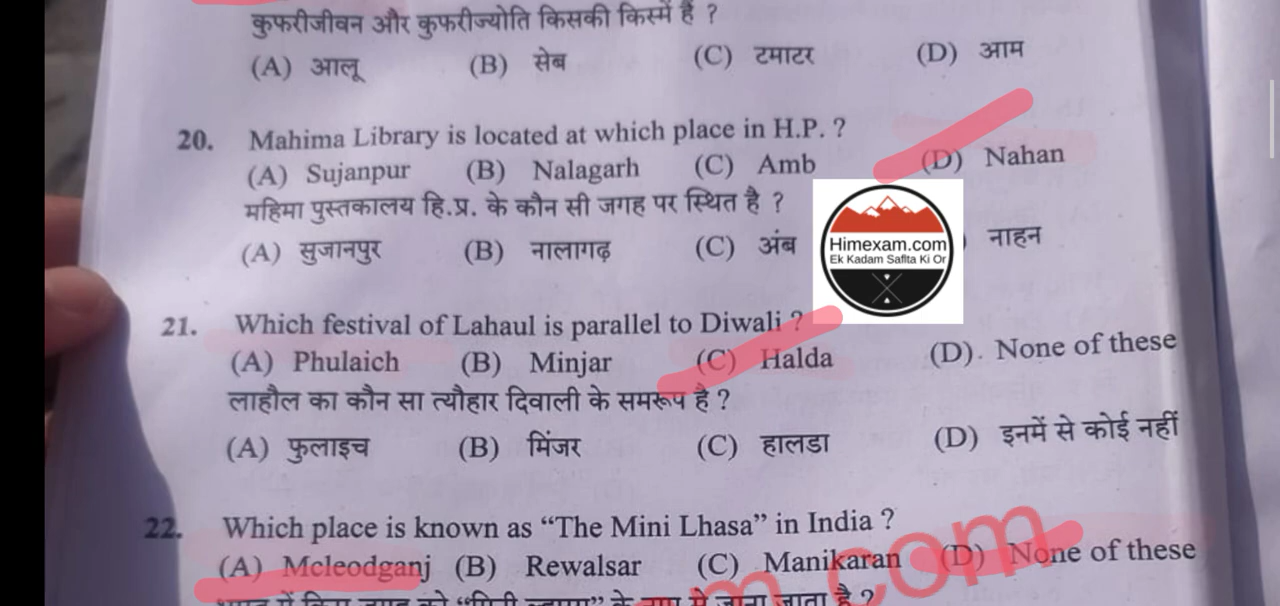 कुफरीजीवन और कुफरीज्योति किसकी किस्में हैं ?
(A) आलू (B) सेब (C) टमाटर (D) आम
20. Mahima Library is located at which place in H.P. ?
(A) Sujanpur (B) Nalagarh (C) Amb (D) Nahan
महिमा पुस्तकालय हि.प्र. के कौन सी जगह पर स्थित है ?
(A) सुजानपुर (B) नालागढ़ (C) अंब ) नाहन
Himexam.com
Ek Kadam Saflta Ki Or
21. Which festival of Lahaul is parallel to Diwali ?
(A) Phulaich (B) Minjar (C) Halda (D). None of these
लाहौल का कौन सा त्यौहार दिवाली के समरूप है ?
(A) फुलाइच (B) मिंजर (C) हालडा (D) इनमें से कोई नहीं
22. Which place is known as “The Mini Lhasa” in India ?
(A) Mcleodganj (B) Rewalsar (C) Manikaran (D) None of these
m.com
में किस जगह को “मिनी ल्हासा” के नाम से जाना जाता है ?